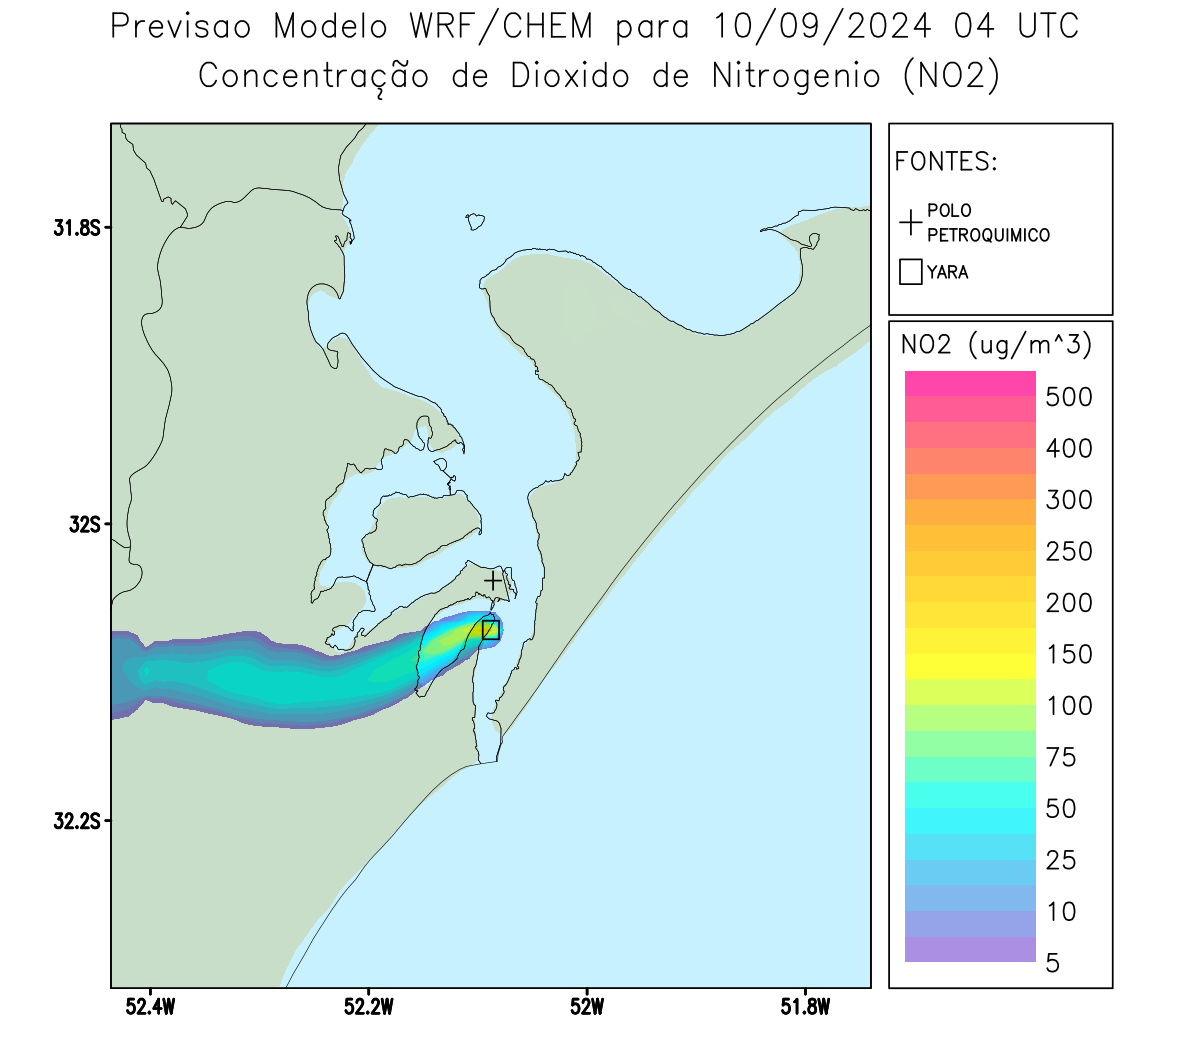 Previsao Modelo WRF/CHEM para 10/09/2024 04 UTC
Concentração de Dioxido de Nitrogenio (NO2)
FONTES:
POLO
PETROQUIMICO
YARA
NO2 (ug/m^3)
500
400
300
250
200
150
100
75
50
25
10
5
31.8S
32S
32.2S
52.4W
52.2W
52W
51.8W